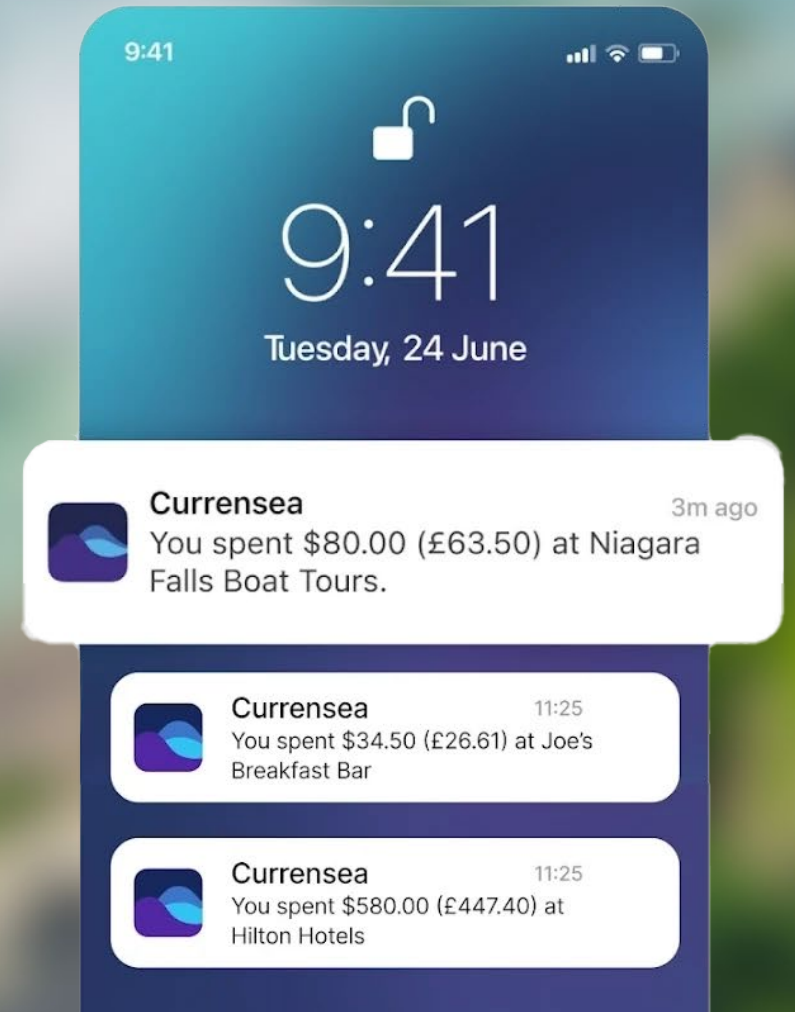 9:41
9:41
Tuesday, 24 June
Currensea
3m ago
You spent $80.00 (£63.50) at Niagara
Falls Boat Tours.
Currensea
11:25
You spent $34.50 (£26.61) at Joe's
Breakfast Bar
Currensea
11:25
You spent $580.00 (£447.40) at
Hilton Hotels